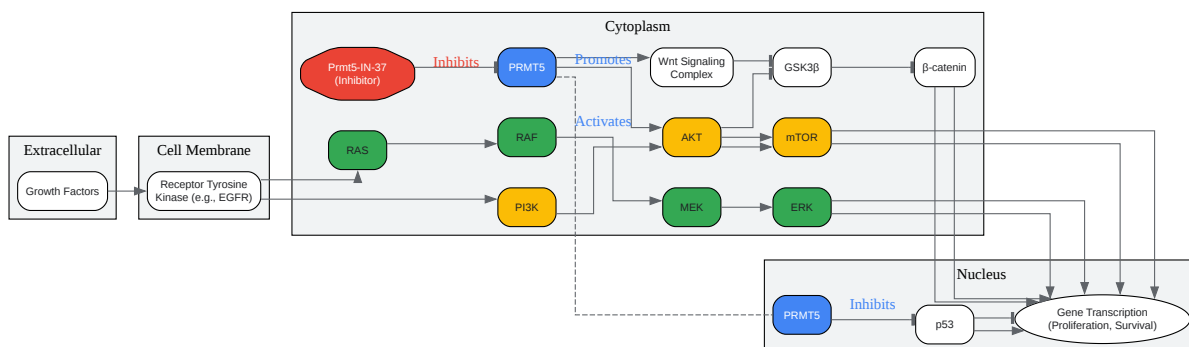 Cytoplasm
Prmt5-IN-37
(Inhibitor)
Inhibits
PRMT5
Promotes
Wnt Signaling
Complex
GSK3β
β-catenin
Activates
Extracellular
Growth Factors
Cell Membrane
Receptor Tyrosine
Kinase (e.g., EGFR)
RAS
RAF
AKT
mTOR
PI3K
MEK
ERK
Nucleus
PRMT5
Inhibits
p53
Gene Transcription
(Proliferation, Survival)